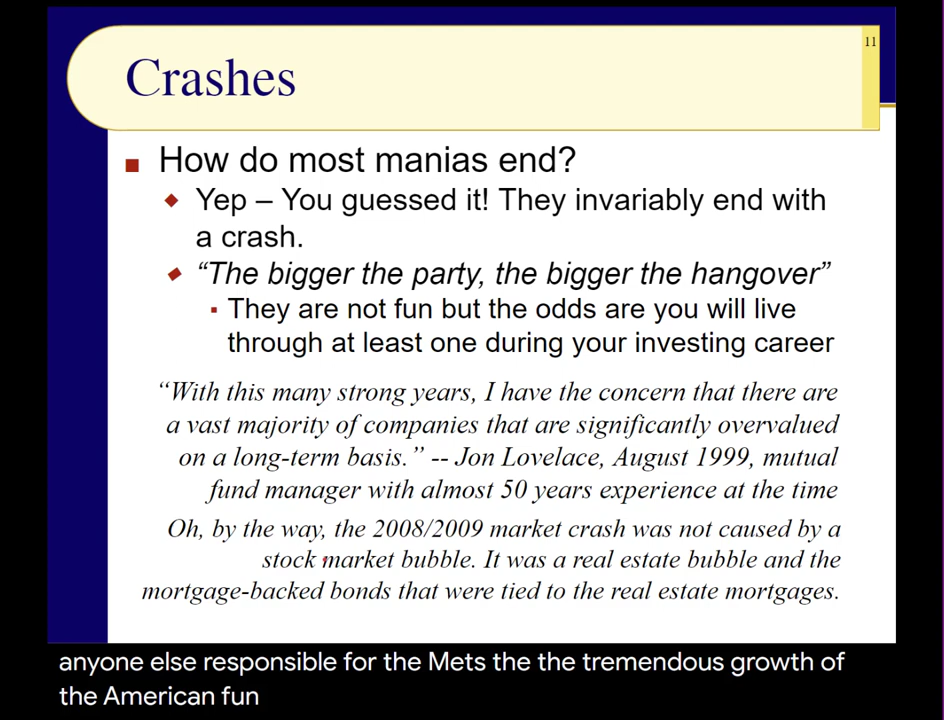 11
Crashes
How do most manias end?
Yep – You guessed it! They invariably end with
a crash.
“The bigger the party, the bigger the hangover”
They are not fun but the odds are you will live
through at least one during your investing career
“With this many strong years, I have the concern that there are
a vast majority of companies that are significantly overvalued
on a long-term basis.” -- Jon Lovelace, August 1999, mutual
fund manager with almost 50 years experience at the time
Oh, by the way, the 2008/2009 market crash was not caused by a
stock market bubble. It was a real estate bubble and the
mortgage-backed bonds that were tied to the real estate mortgages.
anyone else responsible for the Mets the the tremendous growth of
the American fun